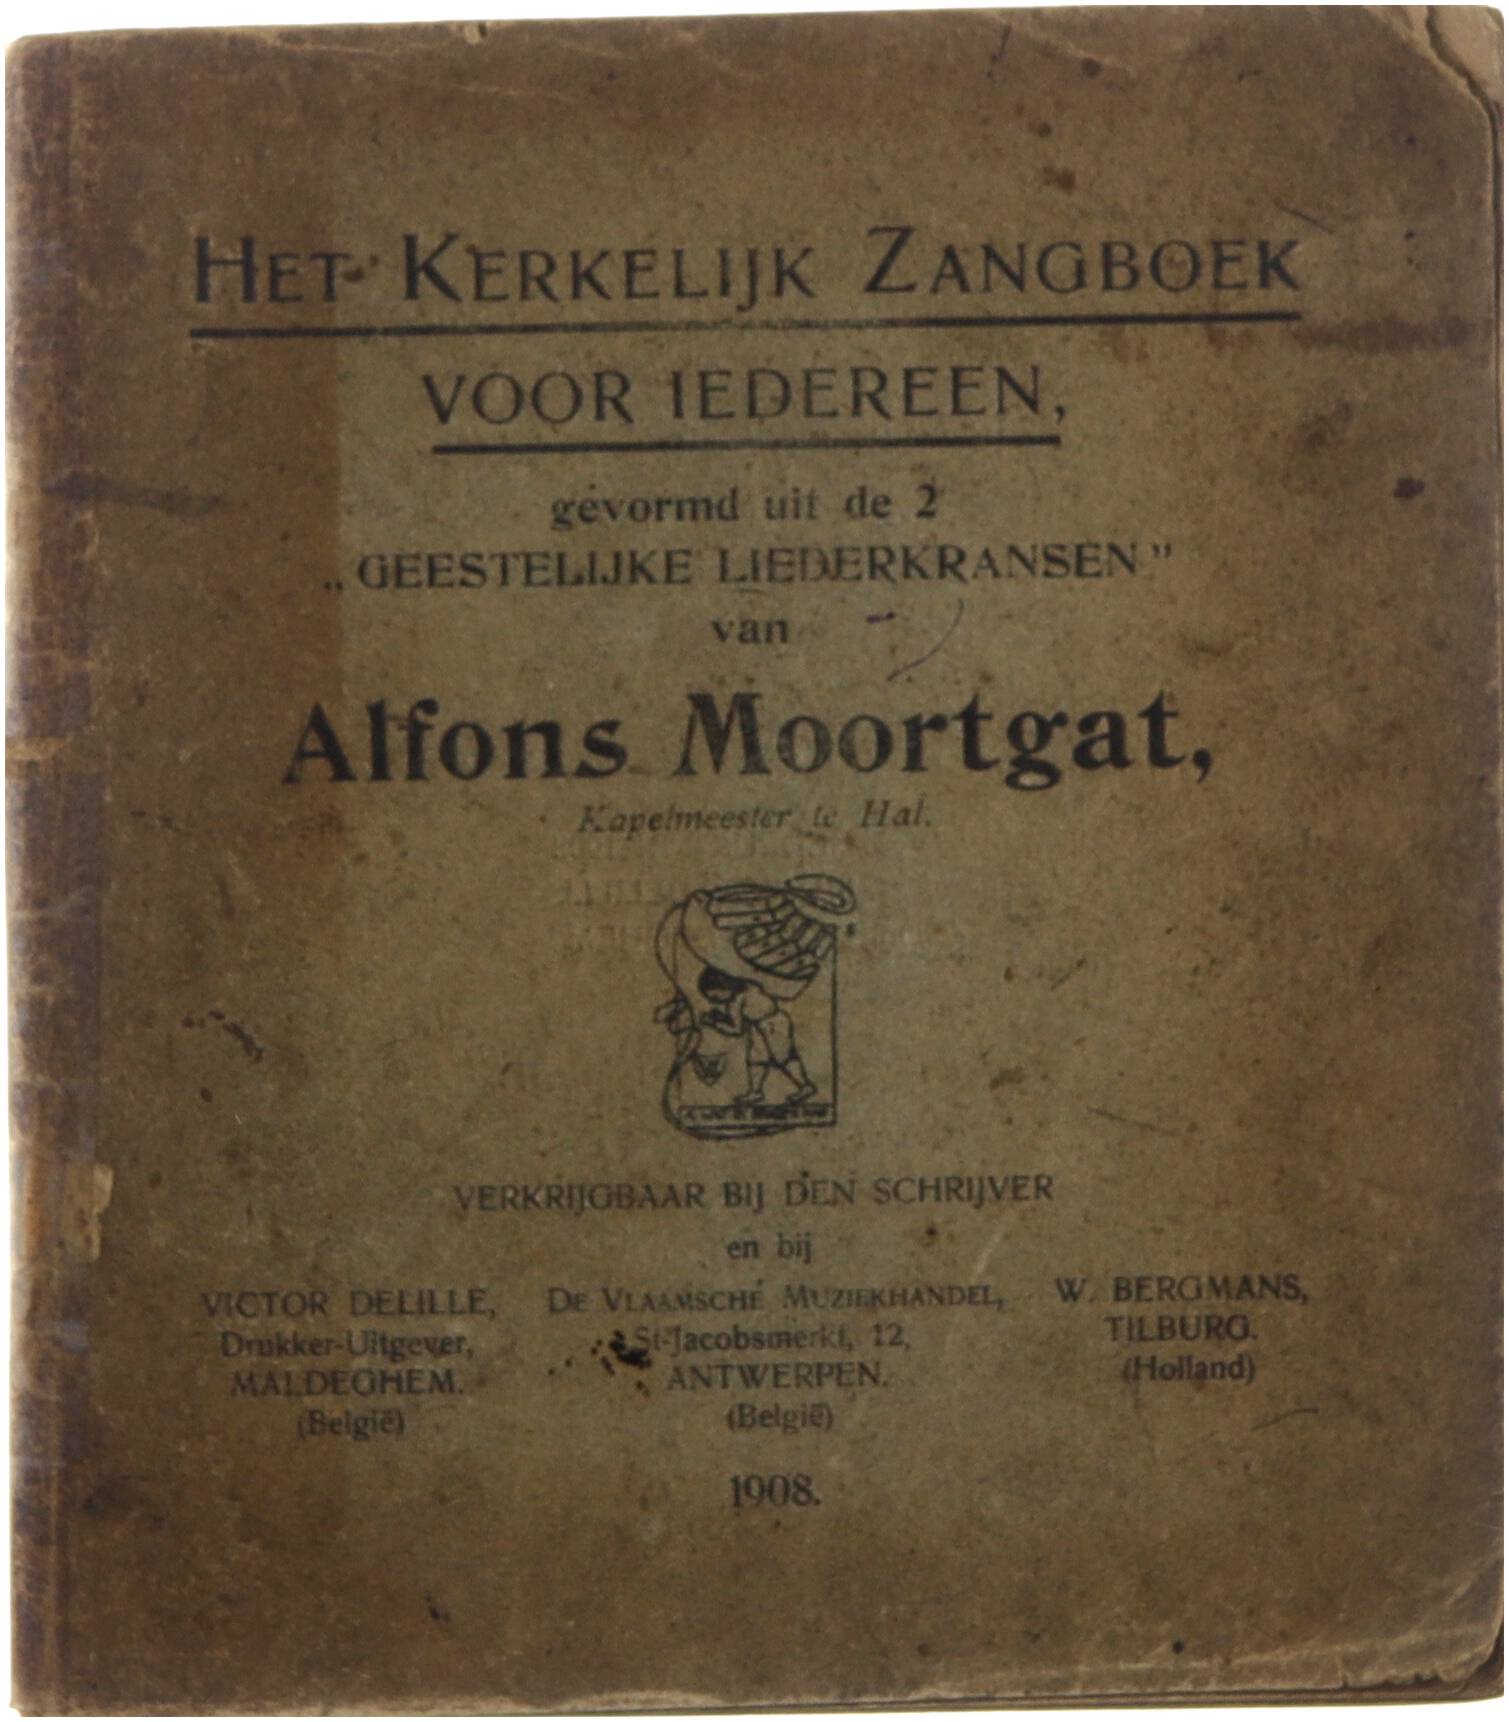 HET KERKELIJK ZANGBOEK
VOOR IEDEREEN,
gevormd uit de 2
„GEESTELIJKE LIEDERKRANSEN”
van
Alfons Moortgat,
Kapelmeester te Hal.
VERKRIJGBAAR BIJ DEN SCHRIJVER
en bij
VICTOR DELILLE,
Drukker-Uitgever,
MALDEGHEM.
(België)
DE VLAAMSCHE MUZIEKHANDEL,
St-Jacobsmerkt, 12,
ANTWERPEN.
(België)
W. BERGMANS,
TILBURG.
(Holland)
1908.